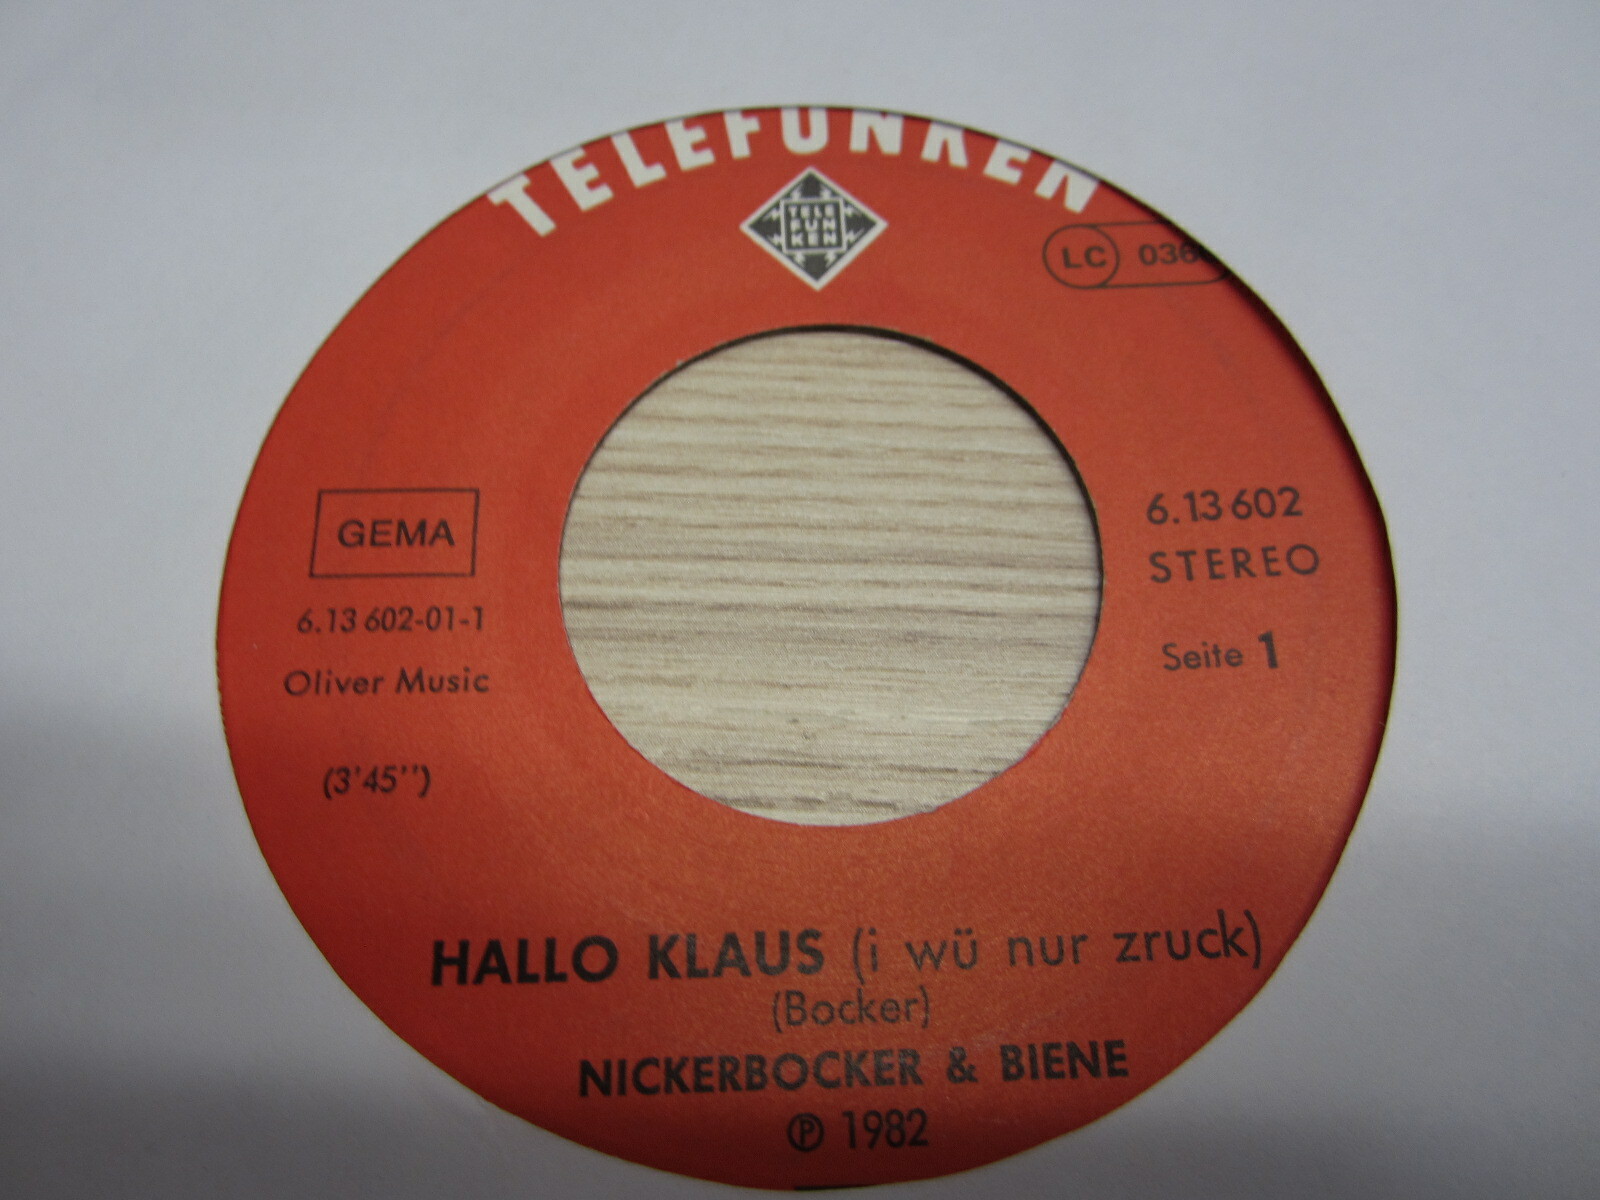 TELEFUNKEN
TELE
FUN
KEN
LC
GEMA
6.13 602-01-1
Oliver Music
(3'45'')
6.13 602
STEREO
Seite 1
HALLO KLAUS (i wü nur zruck)
(Bocker)
NICKERBOCKER & BIENE
℗ 1982